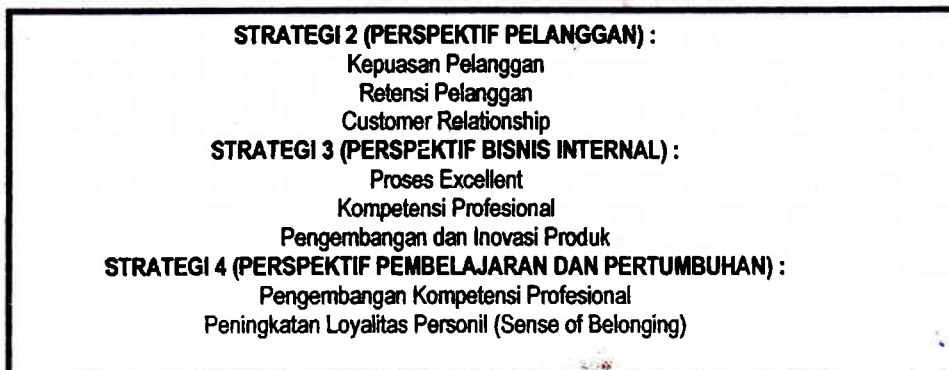 STRATEGI 2 (PERSPEKTIF PELANGGAN) :
Kepuasan Pelanggan
Retensi Pelanggan
Customer Relationship
STRATEGI 3 (PERSPEKTIF BISNIS INTERNAL) :
Proses Excellent
Kompetensi Profesional
Pengembangan dan Inovasi Produk
STRATEGI 4 (PERSPEKTIF PEMBELAJARAN DAN PERTUMBUHAN) :
Pengembangan Kompetensi Profesional
Peningkatan Loyalitas Personil (Sense of Belonging)